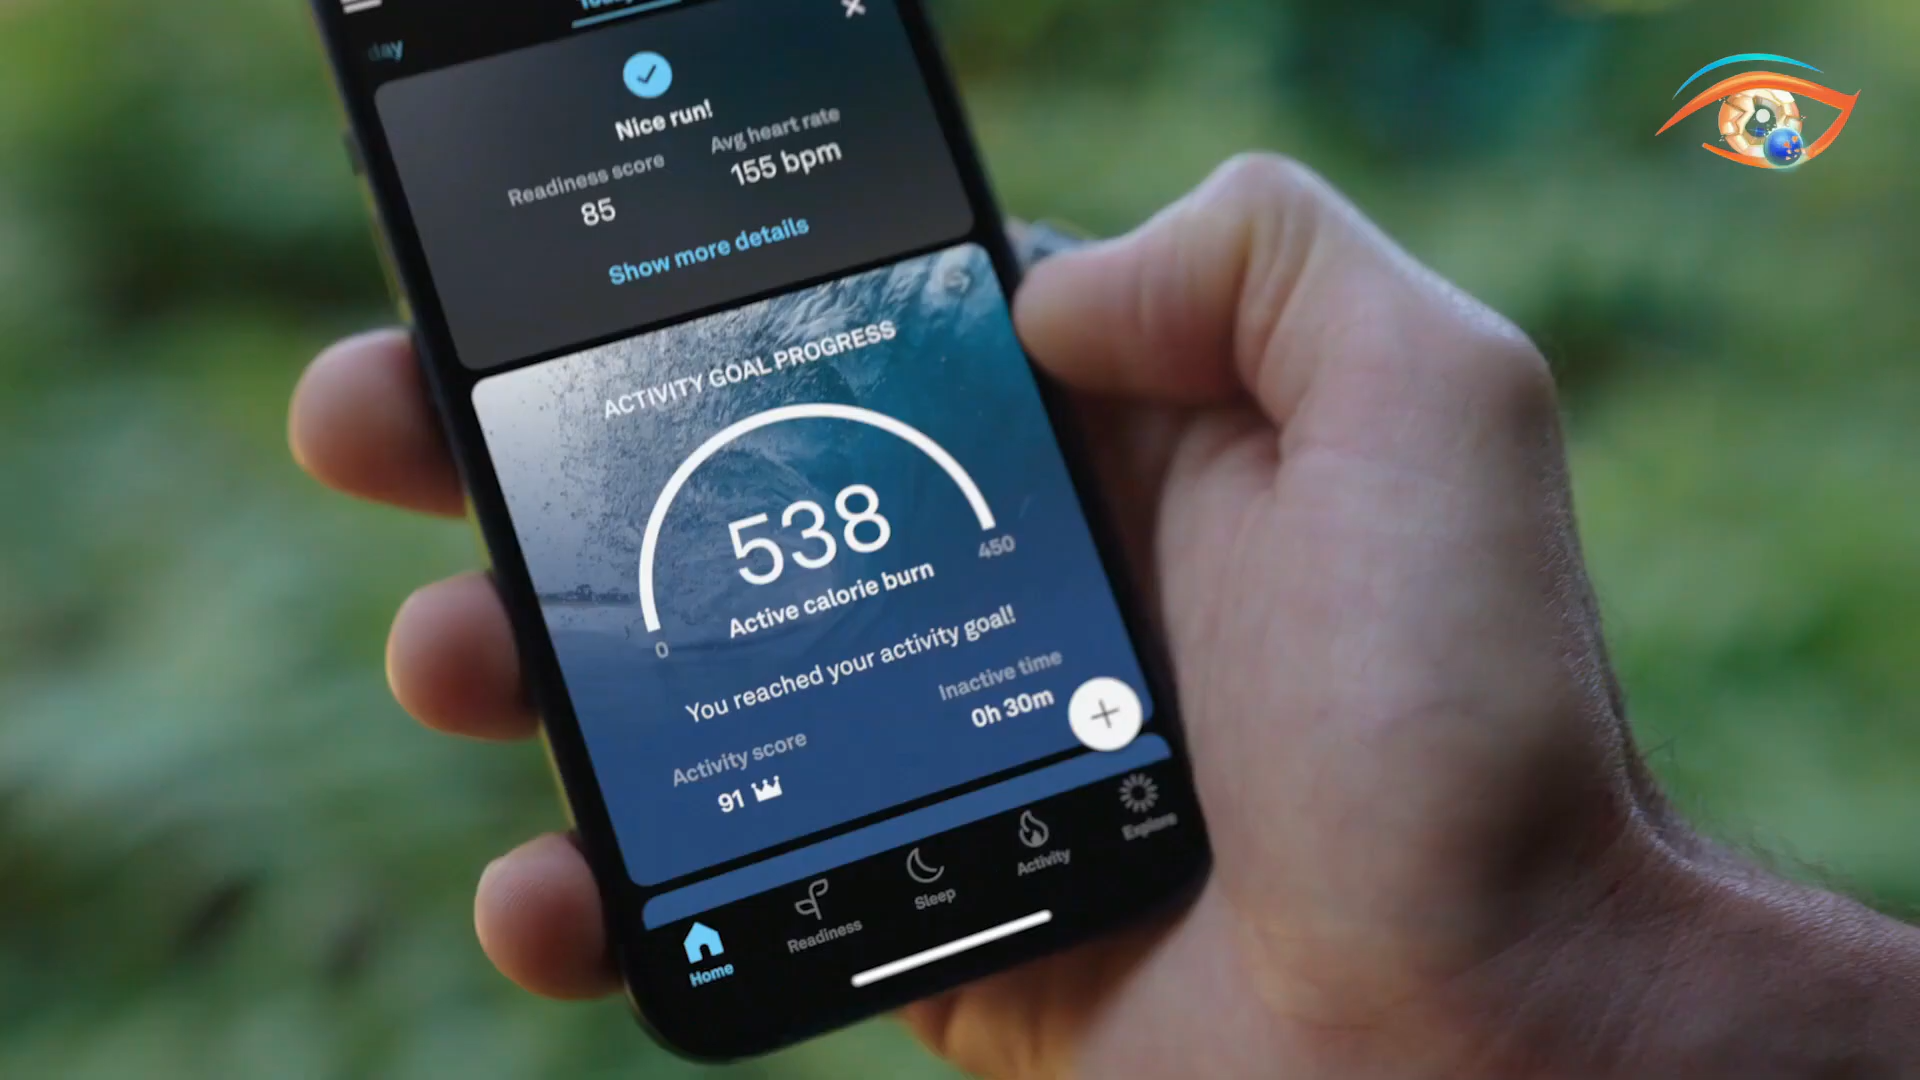 Today
day
Nice run!
Readiness score
Avg heart rate
85
155 bpm
Show more details
ACTIVITY GOAL PROGRESS
538
0
450
Active calorie burn
You reached your activity goal!
Activity score
Inactive time
91
0h 30m
Home
Readiness
Sleep
Activity
Explore